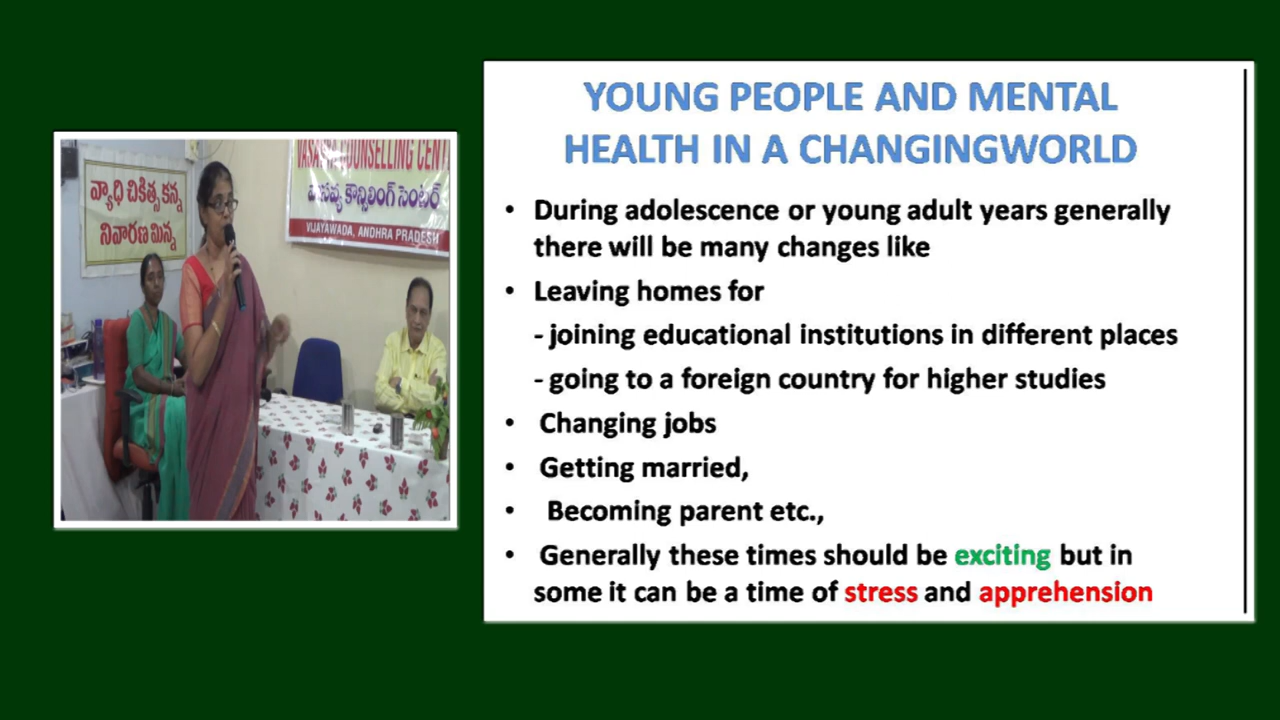 వ్యాధి చికిత్స కన్న
నివారణ మిన్న
COUNSELLING
వాసవ్య కౌన్సిలింగ్ సెంటర్
VIJAYAWADA, ANDHRA PRADESH
YOUNG PEOPLE AND MENTAL
HEALTH IN A CHANGINGWORLD
• During adolescence or young adult years generally
there will be many changes like
• Leaving homes for
- joining educational institutions in different places
- going to a foreign country for higher studies
• Changing jobs
• Getting married,
• Becoming parent etc.,
• Generally these times should be exciting but in
some it can be a time of stress and apprehension